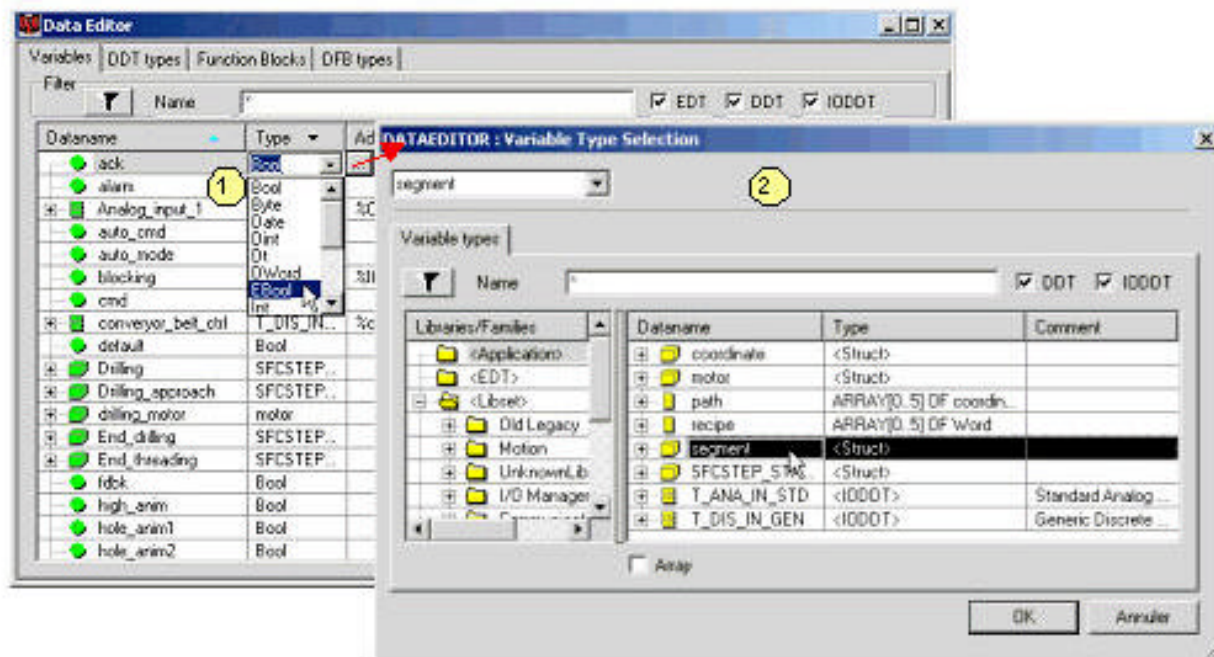 Data Editor
Variables DDT types Function Blocks DFB types
Filter
Name * EDT DDT IODDT
Dataname Type Ad
ack Bool ...
alarm
Analog_input_1
auto_cmd
auto_mode
blocking
cmd
converyor_belt_ctrl T_DIS_IN...
default Bool
Drilling SFCSTEP...
Drilling_approach SFCSTEP...
drilling_motor motor
End_drilling SFCSTEP...
End_threading SFCSTEP...
fdbk Bool
high_anim Bool
hole_anim1 Bool
hole_anim2 Bool
1
Bool
Byte
Date
Dint
Dt
DWord
EBool
Int
DATAEDITOR : Variable Type Selection
segment
2
Variable types
Name * DDT IODDT
Libraries/Families
<Application>
<EDT>
<Libset>
Old Legacy
Motion
UnknownLib
I/O Manager
Dataname Type Comment
coordinate <Struct>
motor <Struct>
path ARRAY[0..5] OF coordin...
recipe ARRAY[0..5] OF Word
segment <Struct>
SFCSTEP_STA <Struct>
T_ANA_IN_STD <IODDT> Standard Analog ...
T_DIS_IN_GEN <IODDT> Generic Discrete ...
Array
OK Annuler